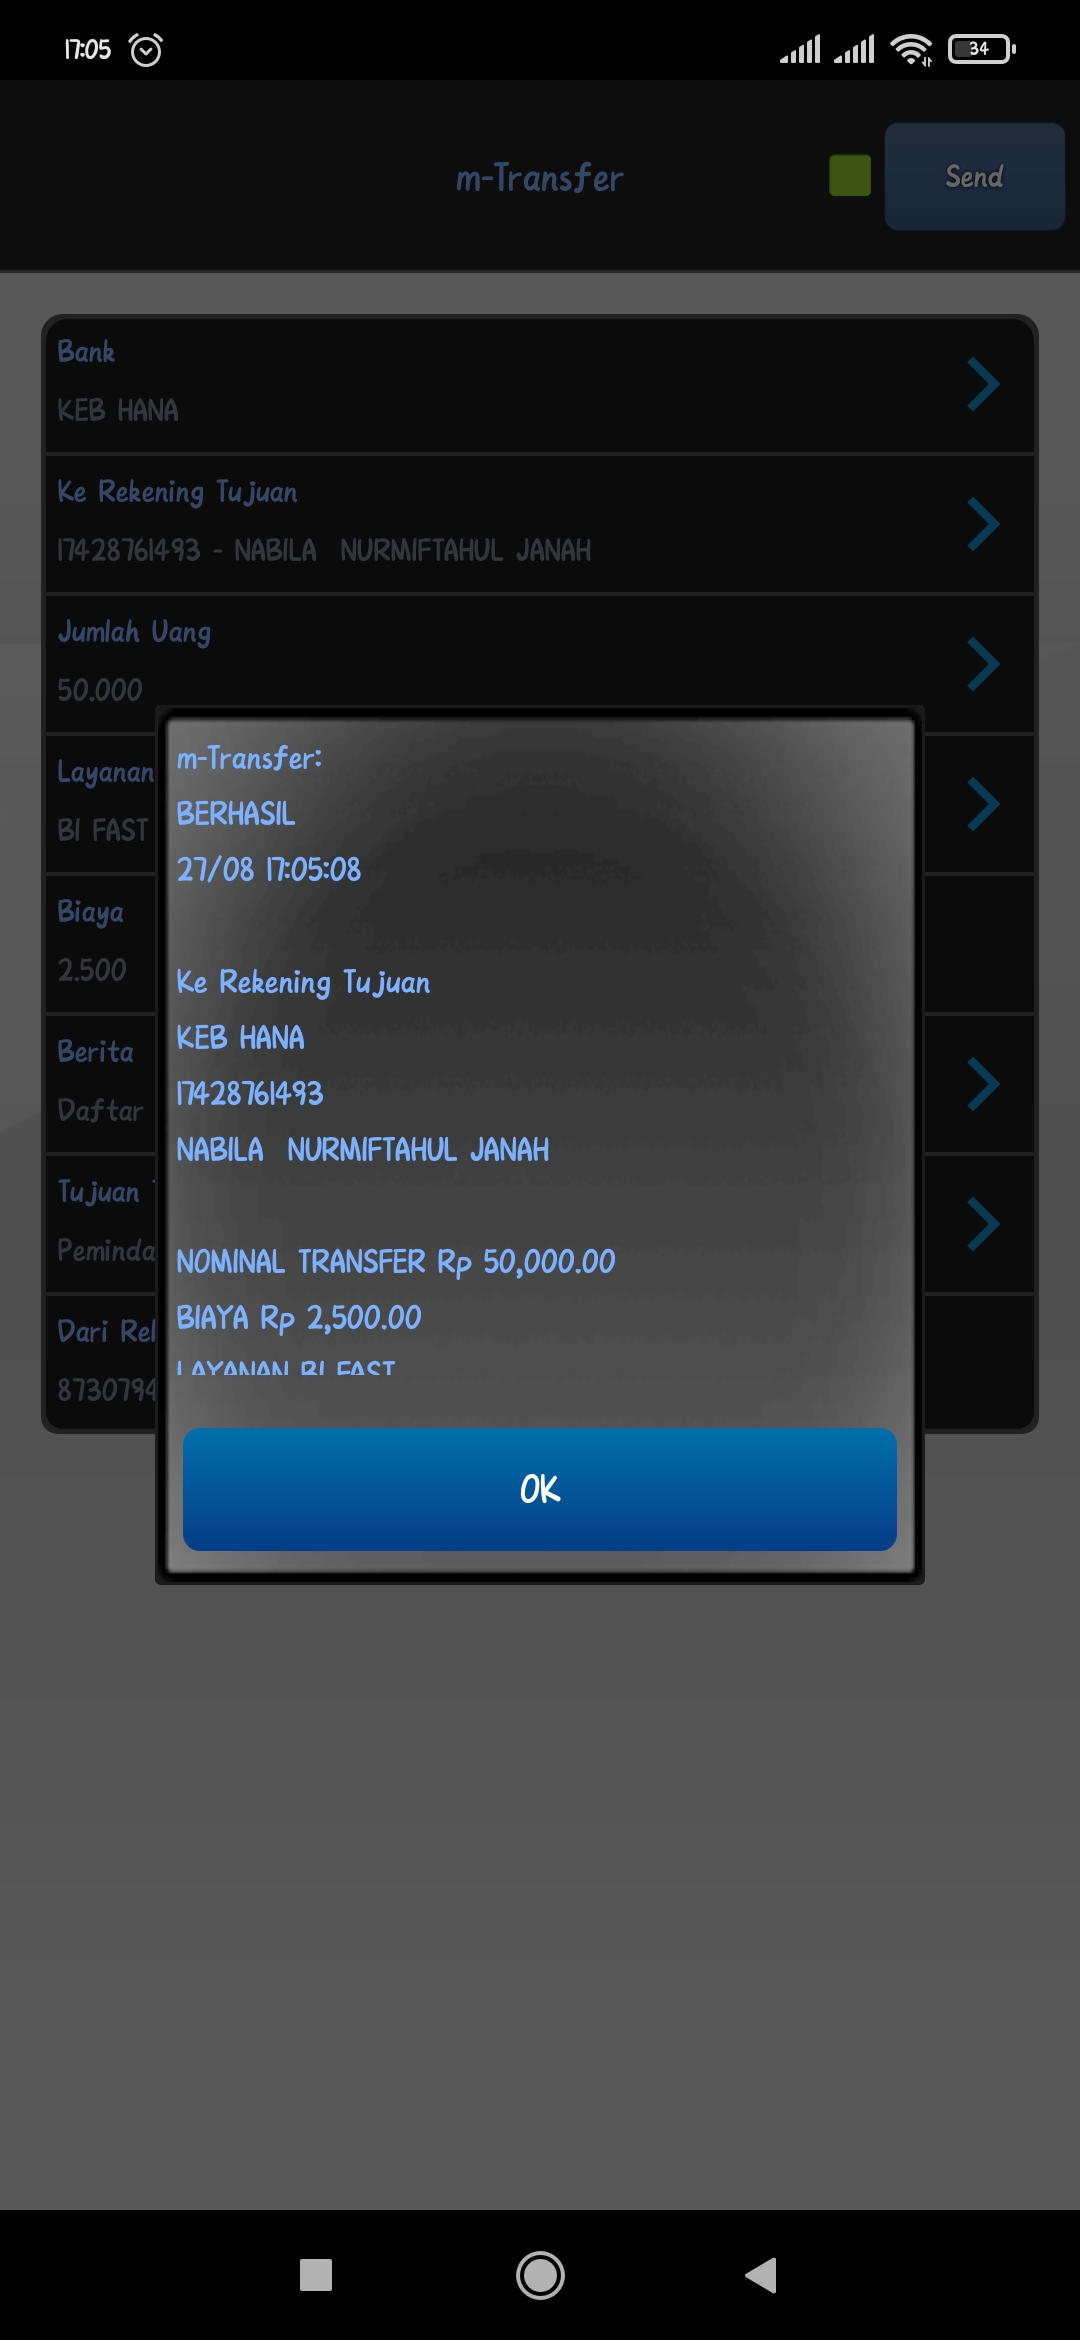 17:05
34
m-Transfer
Send
Bank
KEB HANA
Ke Rekening Tujuan
17428761493 - NABILA  NURMIFTAHUL JANAH
Jumlah Uang
50.000
Layanan
BI FAST
Biaya
2.500
Berita
Daftar
Tujuan
Peminda
Dari Rek
8730794
m-Transfer:
BERHASIL
27/08 17:05:08
Ke Rekening Tujuan
KEB HANA
17428761493
NABILA  NURMIFTAHUL JANAH
NOMINAL TRANSFER Rp 50,000.00
BIAYA Rp 2,500.00
LAYANAN BI FAST
OK